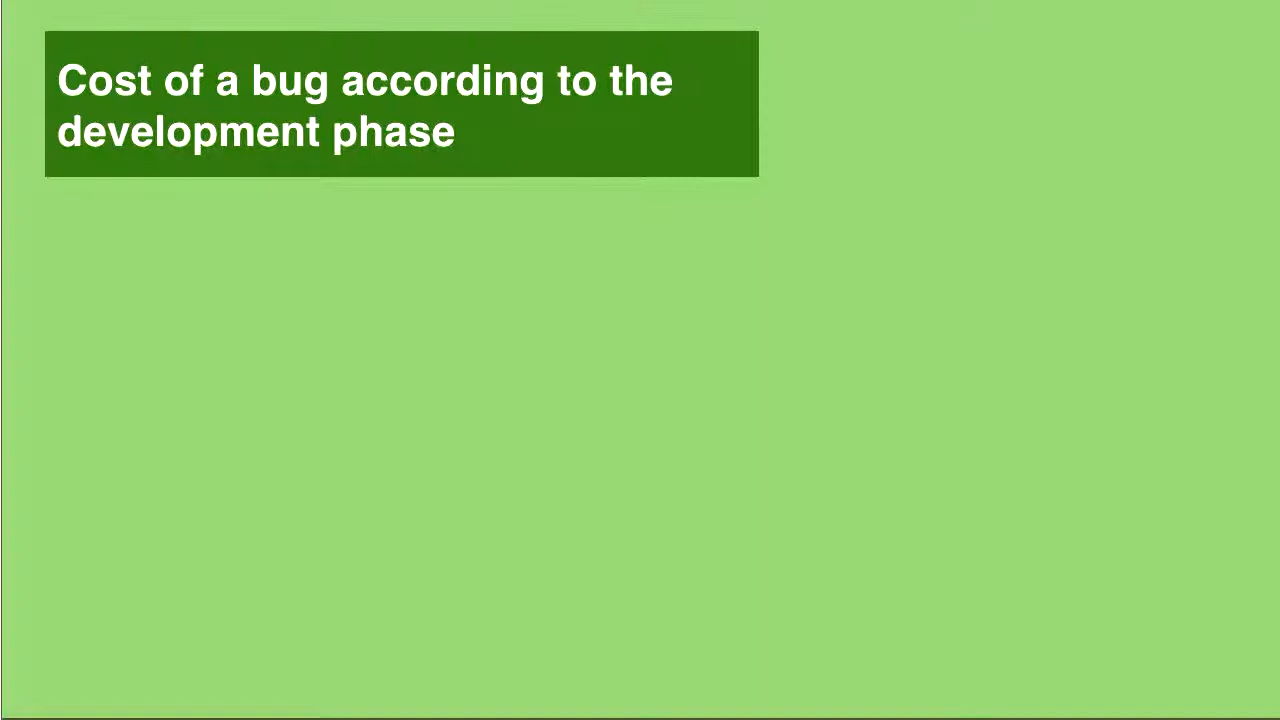 Cost of a bug according to the
development phase